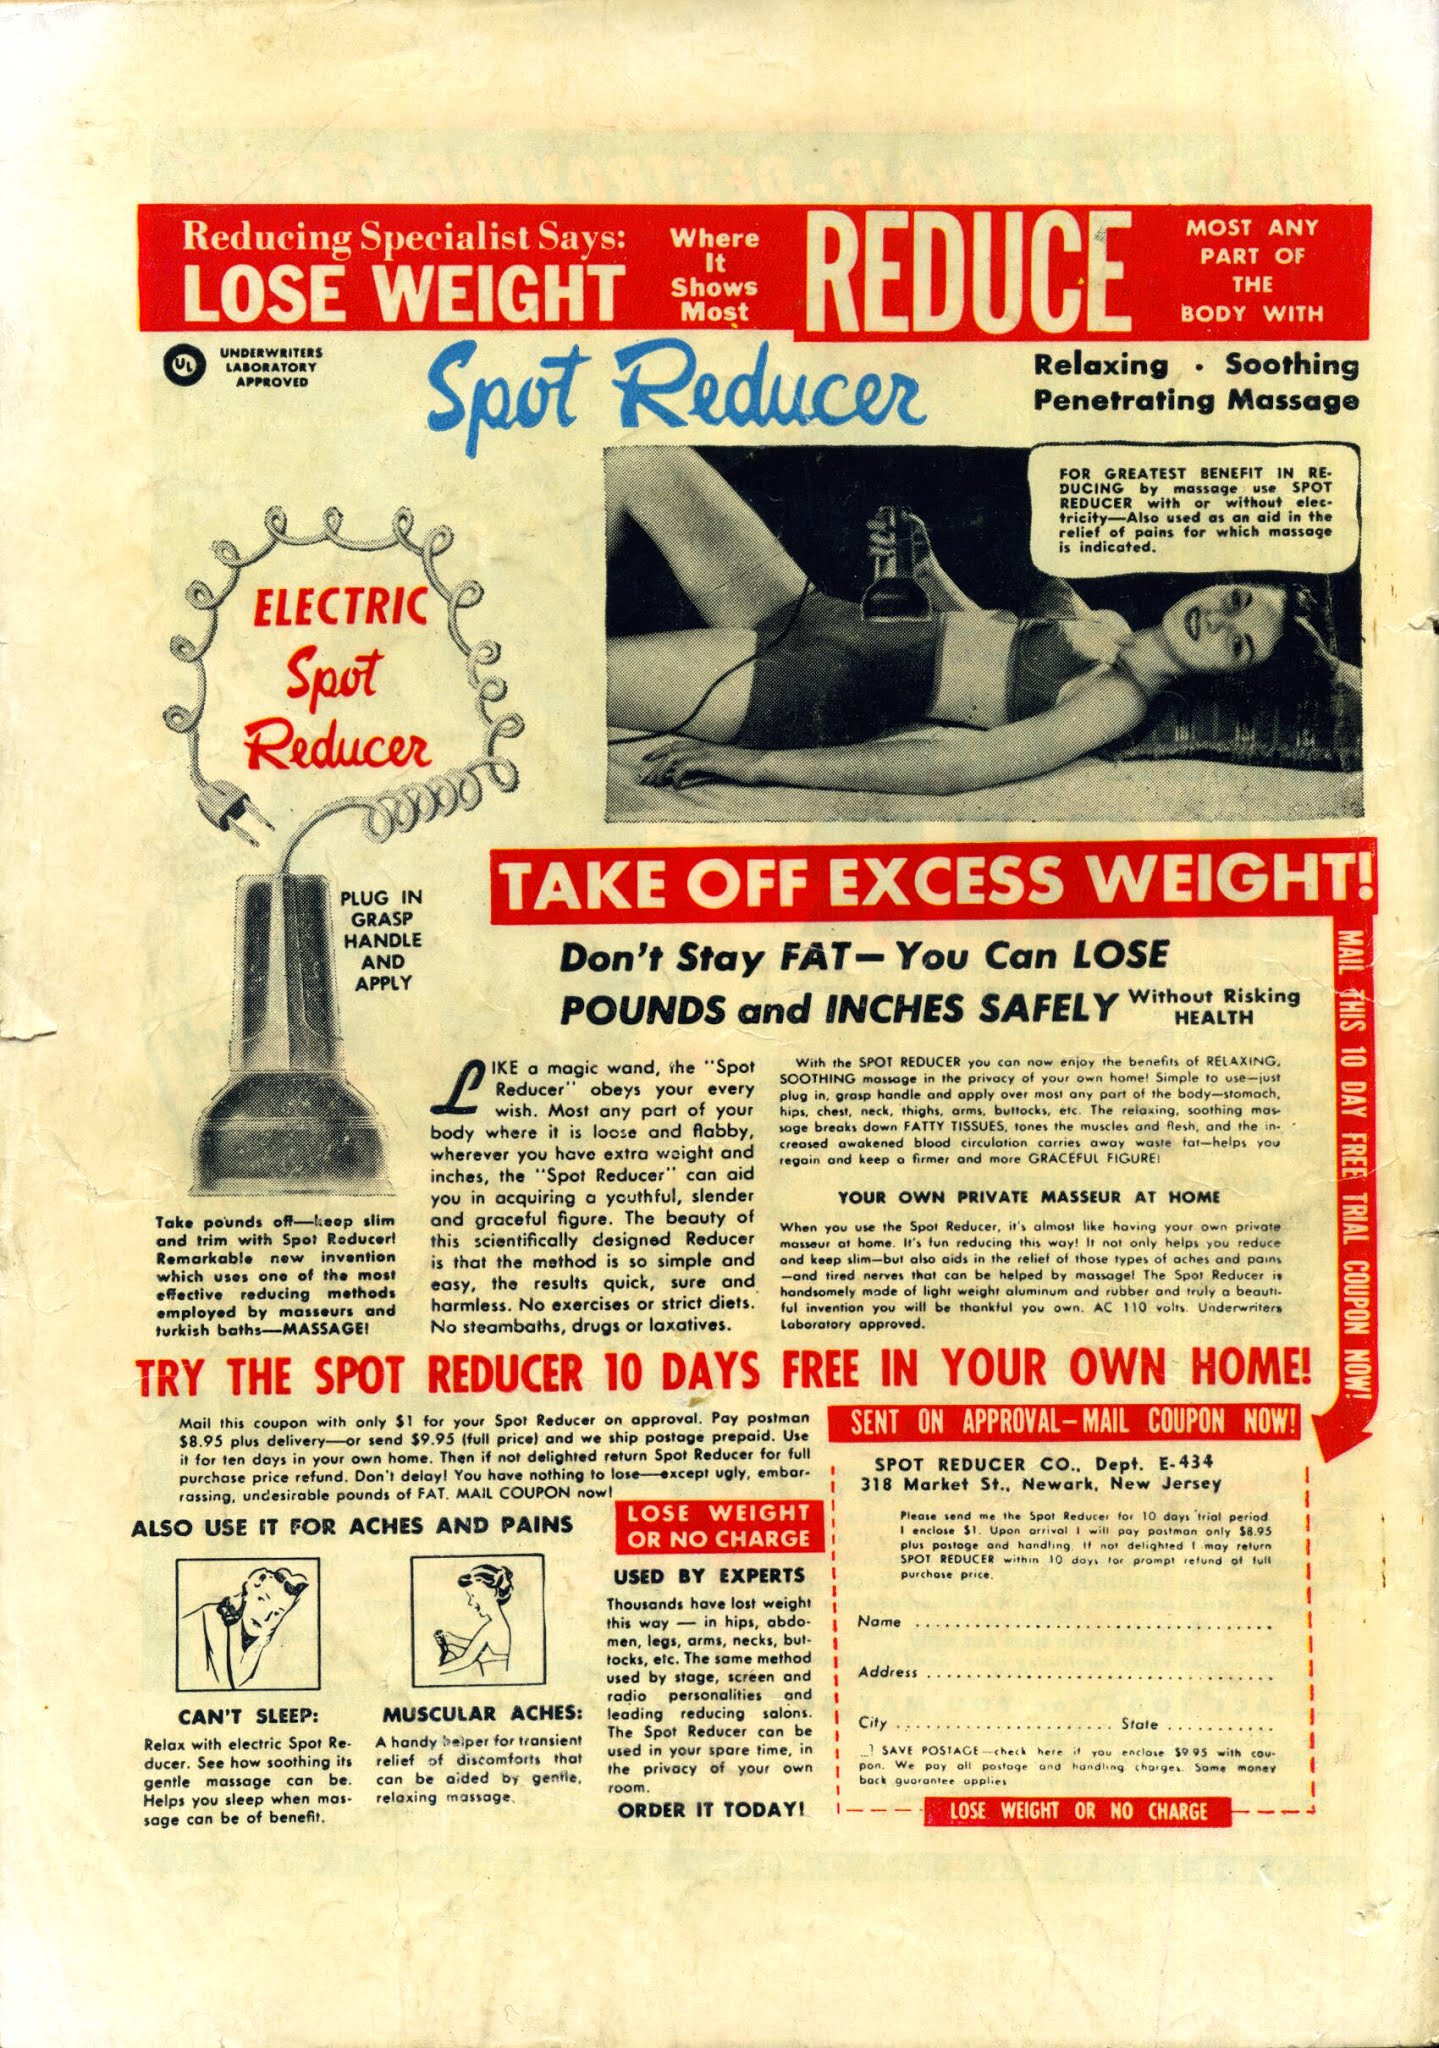 Reducing Specialist Says:
LOSE WEIGHT
Where
It
Shows
Most
REDUCE
MOST ANY
PART OF
THE
BODY WITH
UL
UNDERWRITERS
LABORATORY
APPROVED
Spot Reducer
Relaxing · Soothing
Penetrating Massage
FOR GREATEST BENEFIT IN RE-
DUCING by massage use SPOT
REDUCER with or without elec-
tricity—Also used as an aid in the
relief of pains for which massage
is indicated.
ELECTRIC
Spot
Reducer
PLUG IN
GRASP
HANDLE
AND
APPLY
TAKE OFF EXCESS WEIGHT!
Don't Stay FAT—You Can LOSE
POUNDS and INCHES SAFELY Without Risking
HEALTH
MAIL THIS 10 DAY FREE TRIAL COUPON NOW!
Take pounds off—keep slim
and trim with Spot Reducer!
Remarkable new invention
which uses one of the most
effective reducing methods
employed by masseurs and
turkish baths—MASSAGE!
LIKE a magic wand, the "Spot
Reducer" obeys your every
wish. Most any part of your
body where it is loose and flabby,
wherever you have extra weight and
inches, the "Spot Reducer" can aid
you in acquiring a youthful, slender
and graceful figure. The beauty of
this scientifically designed Reducer
is that the method is so simple and
easy, the results quick, sure and
harmless. No exercises or strict diets.
No steambaths, drugs or laxatives.
With the SPOT REDUCER you can now enjoy the benefits of RELAXING,
SOOTHING massage in the privacy of your own home! Simple to use—just
plug in, grasp handle and apply over most any part of the body—stomach,
hips, chest, neck, thighs, arms, buttocks, etc. The relaxing, soothing mas-
sage breaks down FATTY TISSUES, tones the muscles and flesh, and the in-
creased awakened blood circulation carries away waste fat—helps you
regain and keep a firmer and more GRACEFUL FIGURE!
YOUR OWN PRIVATE MASSEUR AT HOME
When you use the Spot Reducer, it's almost like having your own private
masseur at home. It's fun reducing this way! It not only helps you reduce
and keep slim—but also aids in the relief of those types of aches and pains
—and tired nerves that can be helped by massage! The Spot Reducer is
handsomely made of light weight aluminum and rubber and truly a beauti-
ful invention you will be thankful you own. AC 110 volts. Underwriters
Laboratory approved.
TRY THE SPOT REDUCER 10 DAYS FREE IN YOUR OWN HOME!
Mail this coupon with only $1 for your Spot Reducer on approval. Pay postman
$8.95 plus delivery—or send $9.95 (full price) and we ship postage prepaid. Use
it for ten days in your own home. Then if not delighted return Spot Reducer for full
purchase price refund. Don't delay! You have nothing to lose—except ugly, embar-
rassing, undesirable pounds of FAT. MAIL COUPON now!
ALSO USE IT FOR ACHES AND PAINS
CAN'T SLEEP:
Relax with electric Spot Re-
ducer. See how soothing its
gentle massage can be.
Helps you sleep when mas-
sage can be of benefit.
MUSCULAR ACHES:
A handy helper for transient
relief of discomforts that
can be aided by gentle,
relaxing massage.
LOSE WEIGHT
OR NO CHARGE
USED BY EXPERTS
Thousands have lost weight
this way — in hips, abdo-
men, legs, arms, necks, but-
tocks, etc. The same method
used by stage, screen and
radio personalities and
leading reducing salons.
The Spot Reducer can be
used in your spare time, in
the privacy of your own
room.
ORDER IT TODAY!
SENT ON APPROVAL—MAIL COUPON NOW!
SPOT REDUCER CO., Dept. E-434
318 Market St., Newark, New Jersey
Please send me the Spot Reducer for 10 days' trial period.
I enclose $1. Upon arrival I will pay postman only $8.95
plus postage and handling. If not delighted I may return
SPOT REDUCER within 10 days for prompt refund of full
purchase price.
Name
Address
City State
SAVE POSTAGE—check here if you enclose $9.95 with cou-
pon. We pay all postage and handling charges. Same money
back guarantee applies
LOSE WEIGHT OR NO CHARGE